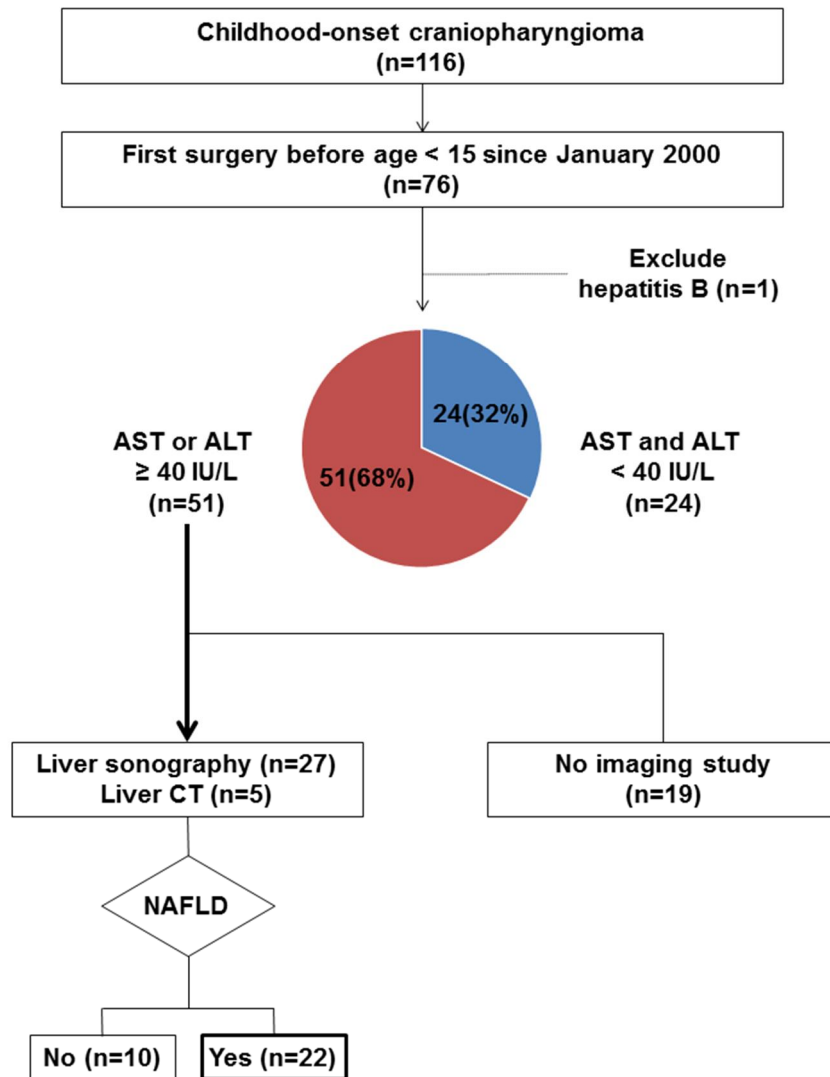 Childhood-onset craniopharyngioma
(n=116)
First surgery before age < 15 since January 2000
(n=76)
Exclude
hepatitis B (n=1)
24(32%)
51(68%)
AST or ALT
≥ 40 IU/L
(n=51)
AST and ALT
< 40 IU/L
(n=24)
Liver sonography (n=27)
Liver CT (n=5)
No imaging study
(n=19)
NAFLD
No (n=10)
Yes (n=22)